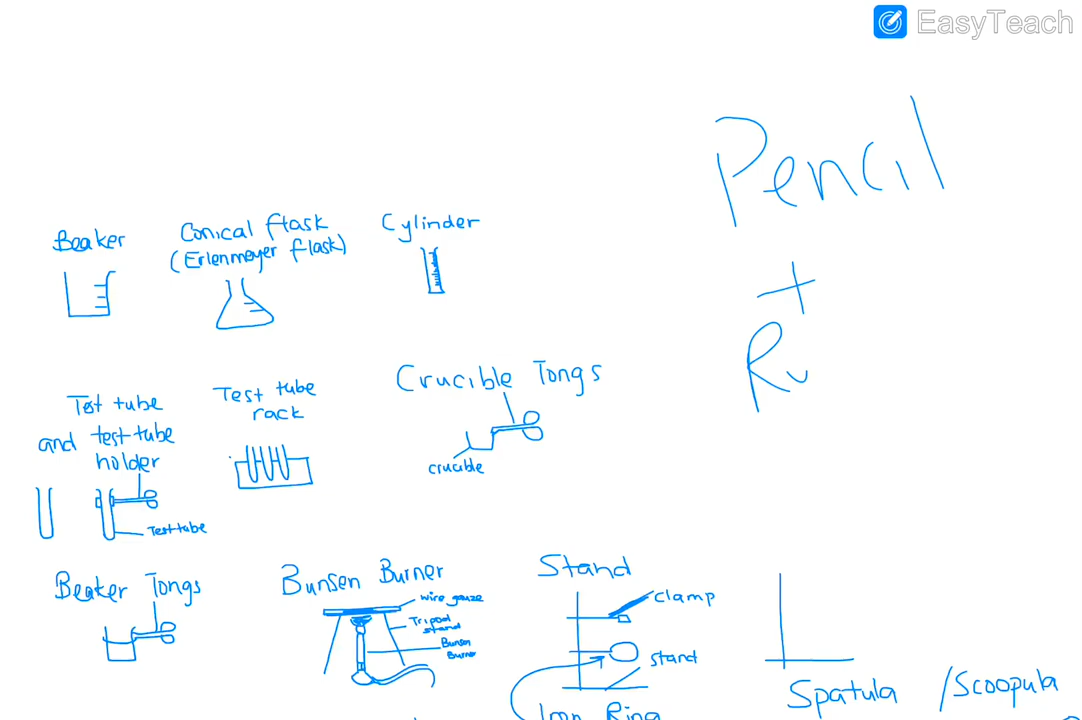 EasyTeach
Pencil
+
Ru
Beaker
Conical flask
(Erlenmeyer flask)
Cylinder
Test tube
and test tube
holder
Test tube
Test tube
rack
Crucible Tongs
crucible
Beaker Tongs
Bunsen Burner
wire gauze
Tripod
stand
Bunsen
Burner
Stand
clamp
stand
Iron Ring
Spatula /Scoopula